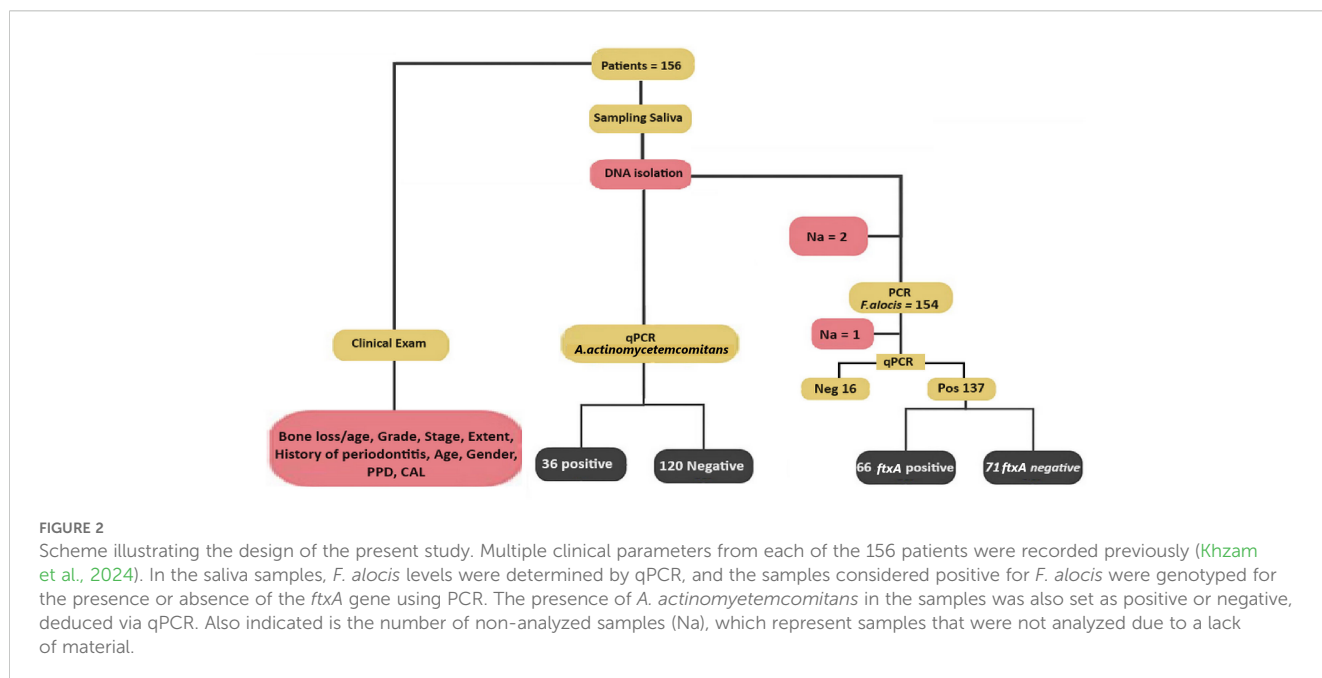 Patients = 156
Sampling Saliva
DNA isolation
Na = 2
PCR
F.alocis = 154
Na = 1
qPCR
Neg 16
Pos 137
66 ftxA positive
71 ftxA negative
qPCR
A.actinomycetemcomitans
36 positive
120 Negative
Clinical Exam
Bone loss/age, Grade, Stage, Extent,
History of periodontitis, Age, Gender,
PPD, CAL
FIGURE 2
Scheme illustrating the design of the present study. Multiple clinical parameters from each of the 156 patients were recorded previously (Khzam
et al., 2024). In the saliva samples, F. alocis levels were determined by qPCR, and the samples considered positive for F. alocis were genotyped for
the presence or absence of the ftxA gene using PCR. The presence of A. actinomyetemcomitans in the samples was also set as positive or negative,
deduced via qPCR. Also indicated is the number of non-analyzed samples (Na), which represent samples that were not analyzed due to a lack
of material.